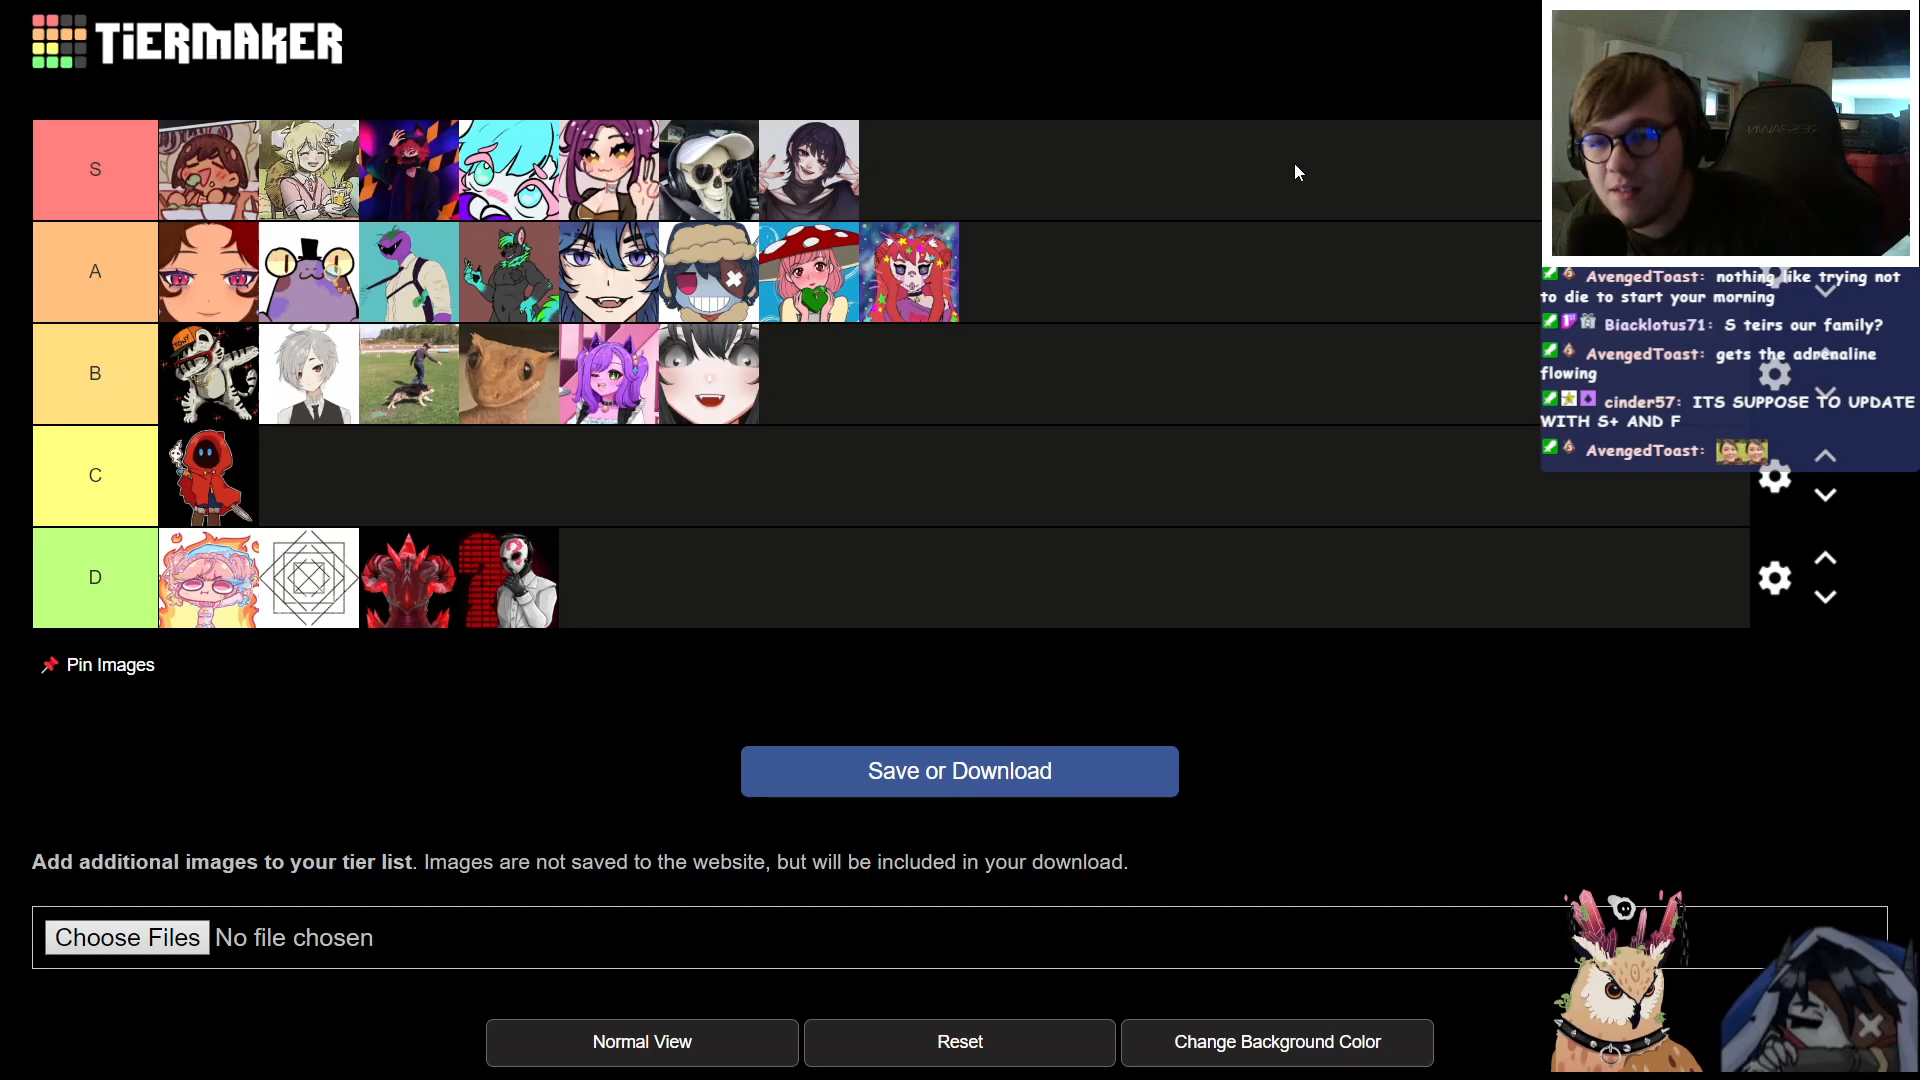 TiERMAKER
S
A
B
C
D
AvengedToast: nothing like trying not
to die to start your morning
Biacklotus71: S teirs our family?
AvengedToast: gets the adrenaline
flowing
cinder57: ITS SUPPOSE TO UPDATE
WITH S+ AND F
AvengedToast:
Pin Images
Save or Download
Add additional images to your tier list. Images are not saved to the website, but will be included in your download.
Choose Files No file chosen
Normal View
Reset
Change Background Color